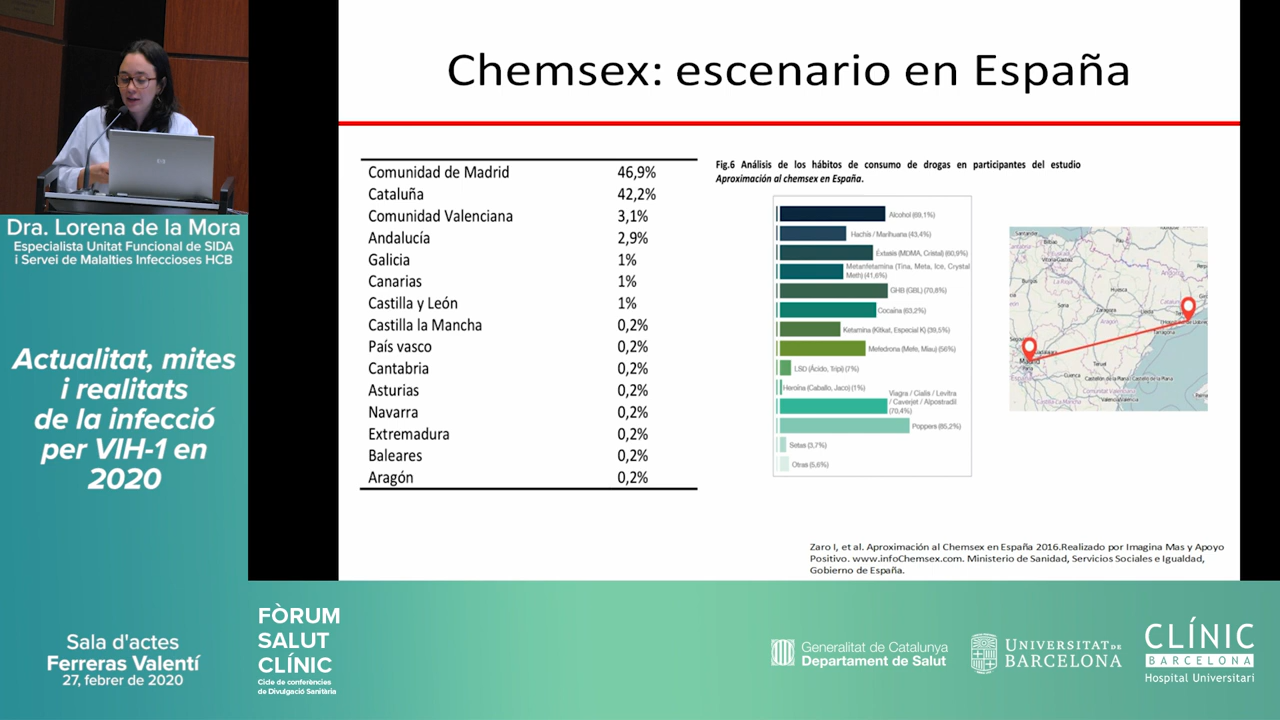 Chemsex: escenario en España
Comunidad de Madrid 46,9%
Cataluña 42,2%
Comunidad Valenciana 3,1%
Andalucía 2,9%
Galicia 1%
Canarias 1%
Castilla y León 1%
Castilla la Mancha 0,2%
País vasco 0,2%
Cantabria 0,2%
Asturias 0,2%
Navarra 0,2%
Extremadura 0,2%
Baleares 0,2%
Aragón 0,2%
Fig.6 Análisis de los hábitos de consumo de drogas en participantes del estudio
Aproximación al chemsex en España.
Alcohol (69,1%)
Hachís / Marihuana (43,4%)
Éxtasis (MDMA, Cristal) (60,9%)
Metanfetamina (Tina, Meta, Ice, Crystal
Meth) (41,6%)
GHB (GBL) (70,8%)
Cocaína (63,2%)
Ketamina (Kitkat, Especial K) (39,5%)
Mefedrona (Mefe, Miau) (56%)
LSD (Ácido, Tripi) (7%)
Heroína (Caballo, Jaco) (1%)
Viagra / Cialis / Levitra
/ Caverjet / Alpostradil
(70,4%)
Poppers (85,2%)
Setas (3,7%)
Otras (5,6%)
Zaro I, et al. Aproximación al Chemsex en España 2016.Realizado por Imagina Mas y Apoyo
Positivo. www.infoChemsex.com. Ministerio de Sanidad, Servicios Sociales e Igualdad,
Gobierno de España.
Dra. Lorena de la Mora
Especialista Unitat Funcional de SIDA
i Servei de Malalties Infeccioses HCB
Actualitat, mites
i realitats
de la infecció
per VIH-1 en
2020
Sala d'actes
Ferreras Valentí
27, febrer de 2020
FÒRUM
SALUT
CLÍNIC
Cicle de conferències
de Divulgació Sanitària
Generalitat de Catalunya
Departament de Salut
UNIVERSITAT DE
BARCELONA
CLÍNIC
BARCELONA
Hospital Universitari